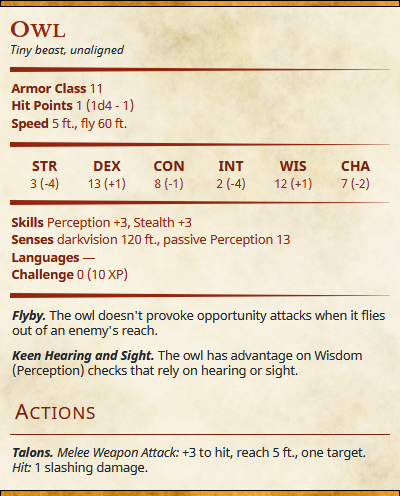 Owl
Tiny beast, unaligned
Armor Class 11
Hit Points 1 (1d4 - 1)
Speed 5 ft., fly 60 ft.
STR DEX CON INT WIS CHA
3 (-4) 13 (+1) 8 (-1) 2 (-4) 12 (+1) 7 (-2)
Skills Perception +3, Stealth +3
Senses darkvision 120 ft., passive Perception 13
Languages —
Challenge 0 (10 XP)
Flyby. The owl doesn't provoke opportunity attacks when it flies
out of an enemy's reach.
Keen Hearing and Sight. The owl has advantage on Wisdom
(Perception) checks that rely on hearing or sight.
Actions
Talons. Melee Weapon Attack: +3 to hit, reach 5 ft., one target.
Hit: 1 slashing damage.